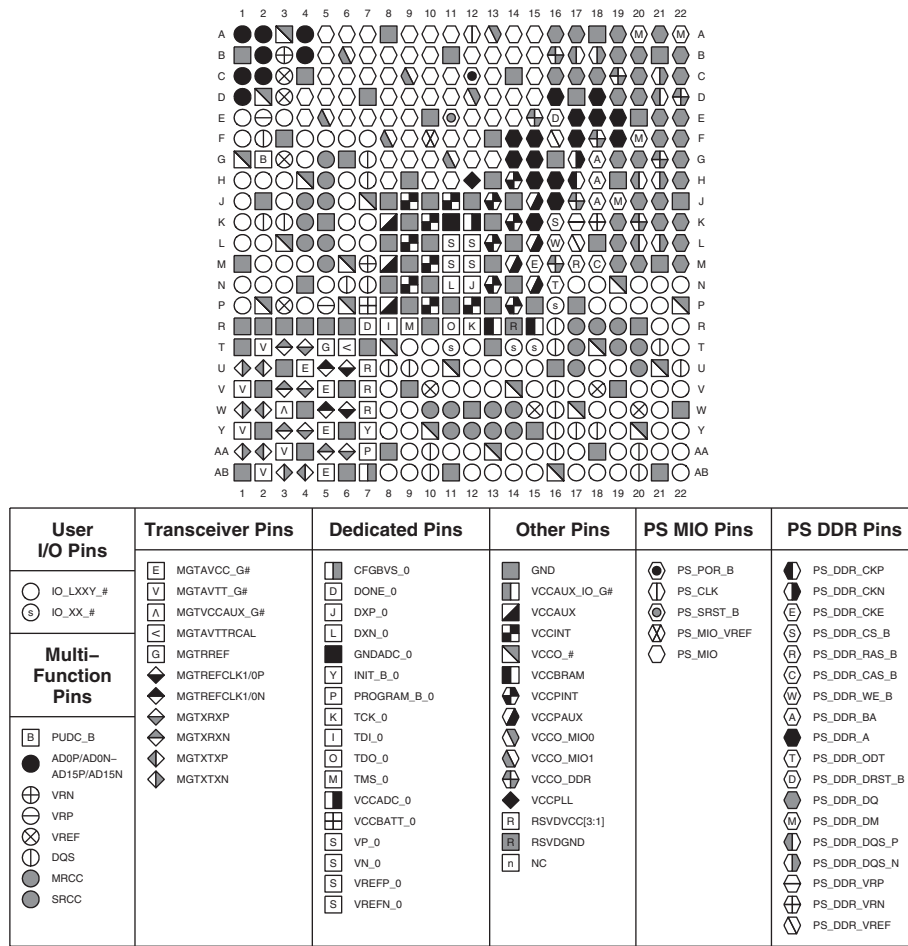 1 2 3 4 5 6 7 8 9 10 11 12 13 14 15 16 17 18 19 20 21 22
A M M A
B B
C C
D D
E D E
F M F
G B A G
H A H
J A M J
K S K
L S S W L
M S S E R C M
N L J T N
P s P
R D I M O K R R
T V G < s s s T
U E R U
V V E R V
W Λ R W
Y V E Y Y
AA V P AA
AB V E AB
1 2 3 4 5 6 7 8 9 10 11 12 13 14 15 16 17 18 19 20 21 22
User
I/O Pins
IO_LXXY_#
s IO_XX_#
Multi–
Function
Pins
B PUDC_B
AD0P/AD0N–
AD15P/AD15N
VRN
VRP
VREF
DQS
MRCC
SRCC
Transceiver Pins
E MGTAVCC_G#
V MGTAVTT_G#
Λ MGTVCCAUX_G#
< MGTAVTTRCAL
G MGTRREF
MGTREFCLK1/0P
MGTREFCLK1/0N
MGTXRXP
MGTXRXN
MGTXTXP
MGTXTXN
Dedicated Pins
CFGBVS_0
D DONE_0
J DXP_0
L DXN_0
GNDADC_0
Y INIT_B_0
P PROGRAM_B_0
K TCK_0
I TDI_0
O TDO_0
M TMS_0
VCCADC_0
VCCBATT_0
S VP_0
S VN_0
S VREFP_0
S VREFN_0
Other Pins
GND
VCCAUX_IO_G#
VCCAUX
VCCINT
VCCO_#
VCCBRAM
VCCPINT
VCCPAUX
VCCO_MIO0
VCCO_MIO1
VCCO_DDR
VCCPLL
R RSVDVCC[3:1]
R RSVDGND
n NC
PS MIO Pins
PS_POR_B
PS_CLK
PS_SRST_B
PS_MIO_VREF
PS_MIO
PS DDR Pins
PS_DDR_CKP
PS_DDR_CKN
E PS_DDR_CKE
S PS_DDR_CS_B
R PS_DDR_RAS_B
C PS_DDR_CAS_B
W PS_DDR_WE_B
A PS_DDR_BA
PS_DDR_A
T PS_DDR_ODT
D PS_DDR_DRST_B
PS_DDR_DQ
M PS_DDR_DM
PS_DDR_DQS_P
PS_DDR_DQS_N
PS_DDR_VRP
PS_DDR_VRN
PS_DDR_VREF